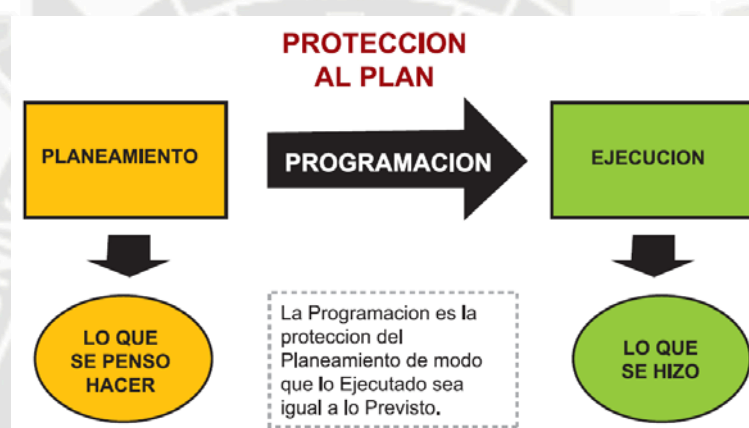 PROTECCION
AL PLAN
PLANEAMIENTO
PROGRAMACION
EJECUCION
LO QUE
SE PENSO
HACER
La Programacion es la
proteccion del
Planeamiento de modo
que lo Ejecutado sea
igual a lo Previsto.
LO QUE
SE HIZO